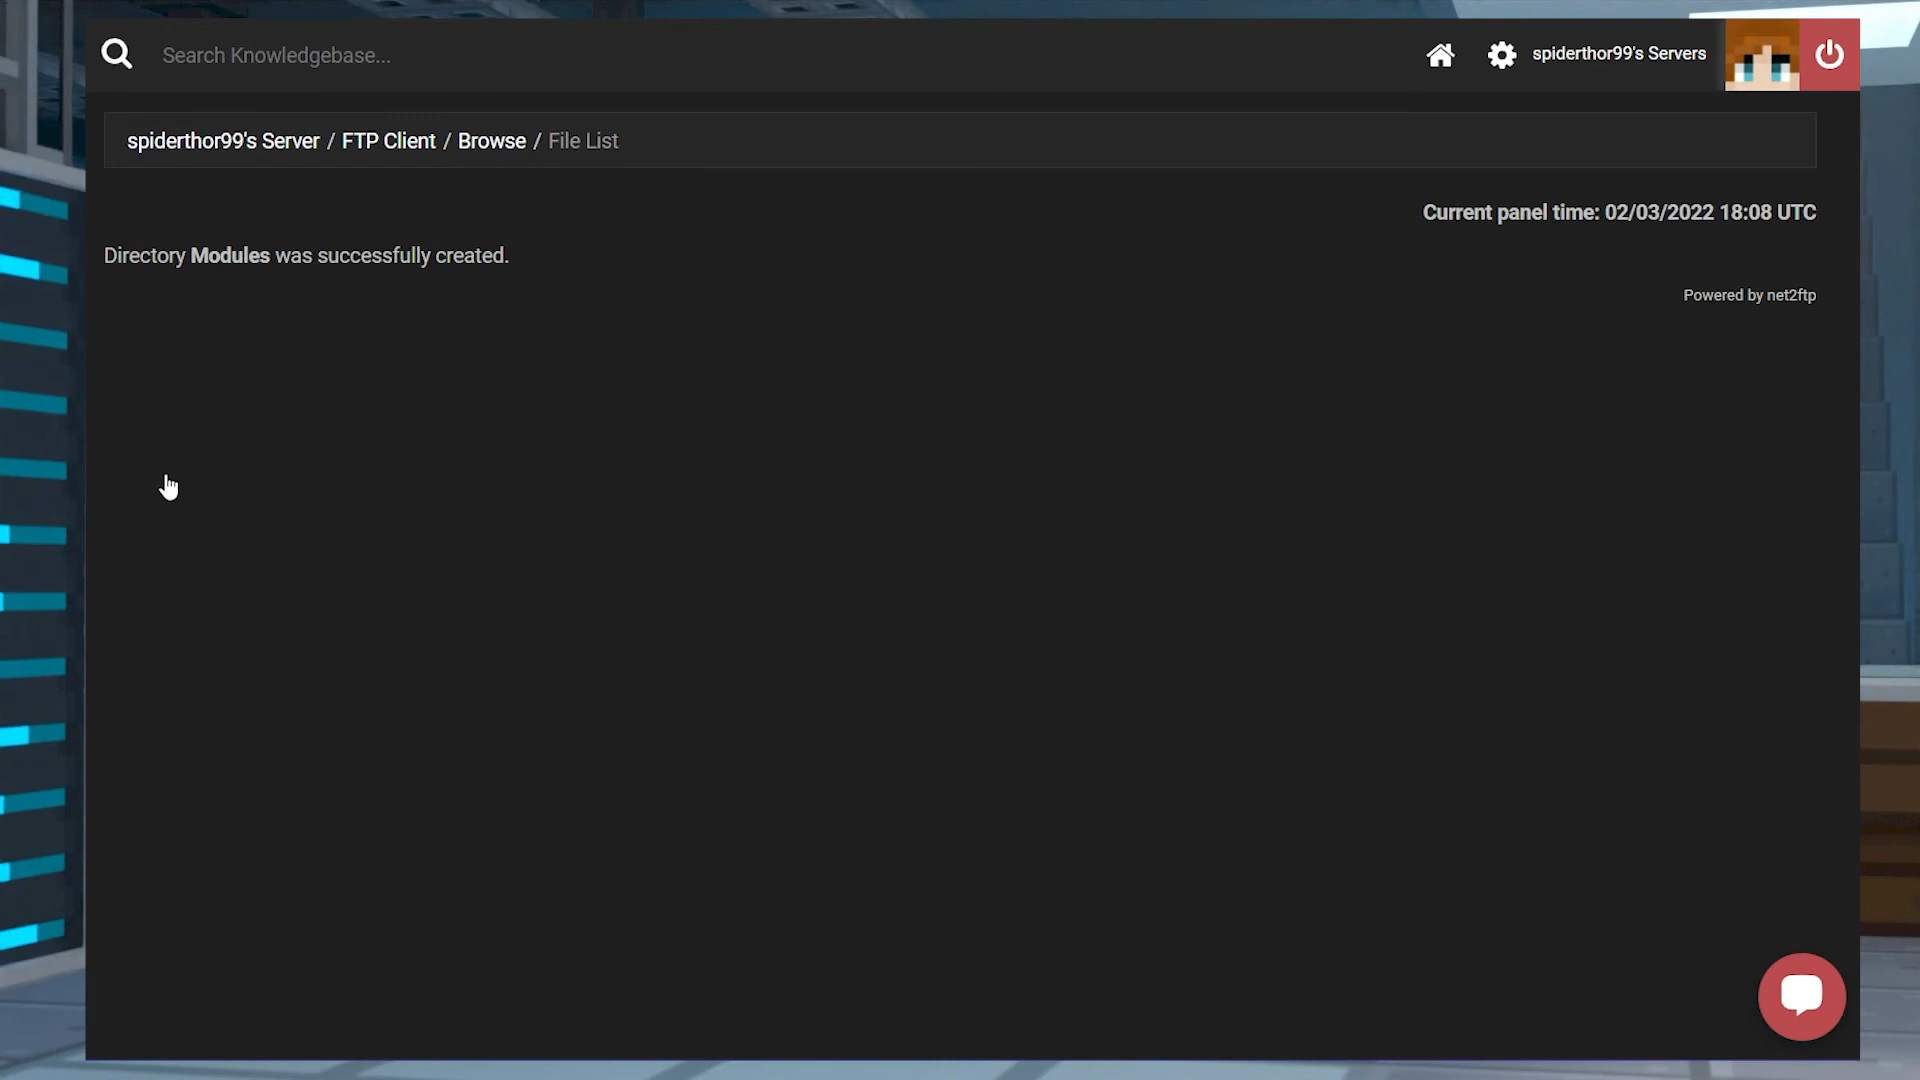 Search Knowledgebase...
spiderthor99's Servers
spiderthor99's Server / FTP Client / Browse / File List
Current panel time: 02/03/2022 18:08 UTC
Directory Modules was successfully created.
Powered by net2ftp